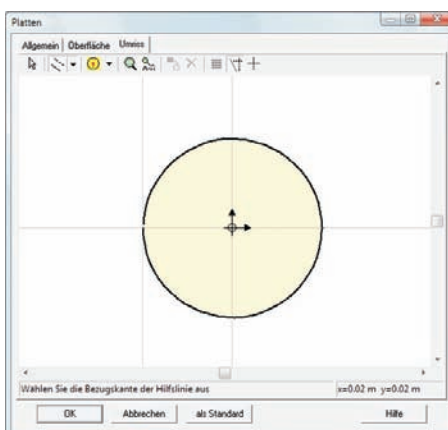 Platten
Allgemein Oberfläche Umriss
Wählen Sie die Bezugskante der Hilfslinie aus x=0.02 m y=0.02 m
OK Abbrechen als Standard Hilfe